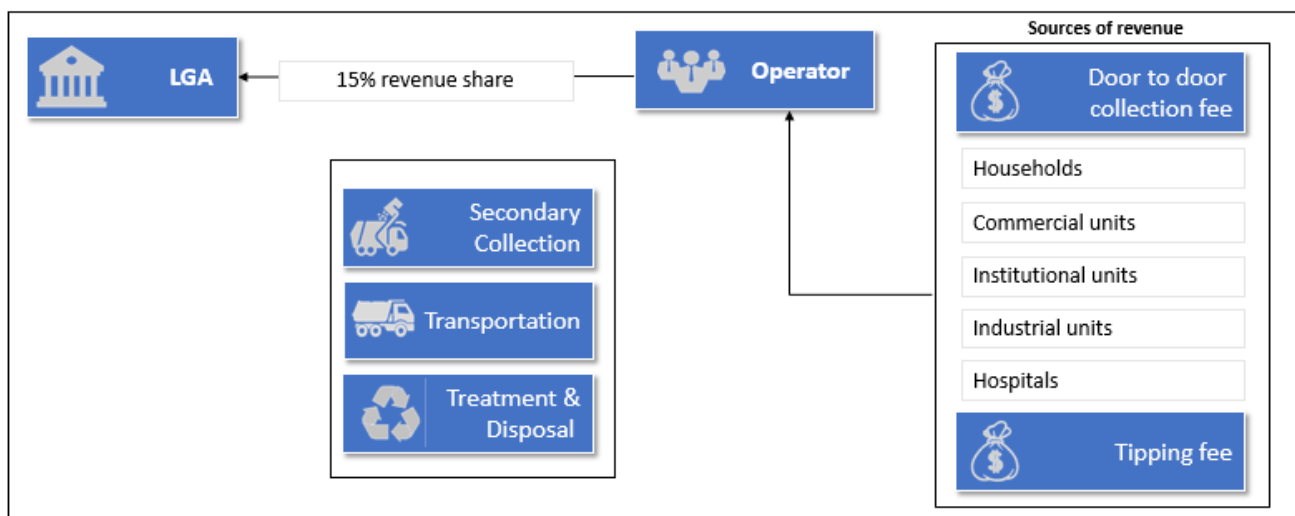 Sources of revenue
LGA
15% revenue share
Operator
Door to door
collection fee
Households
Commercial units
Institutional units
Industrial units
Hospitals
$
Tipping fee
$
Secondary
Collection
Transportation
Treatment &
Disposal